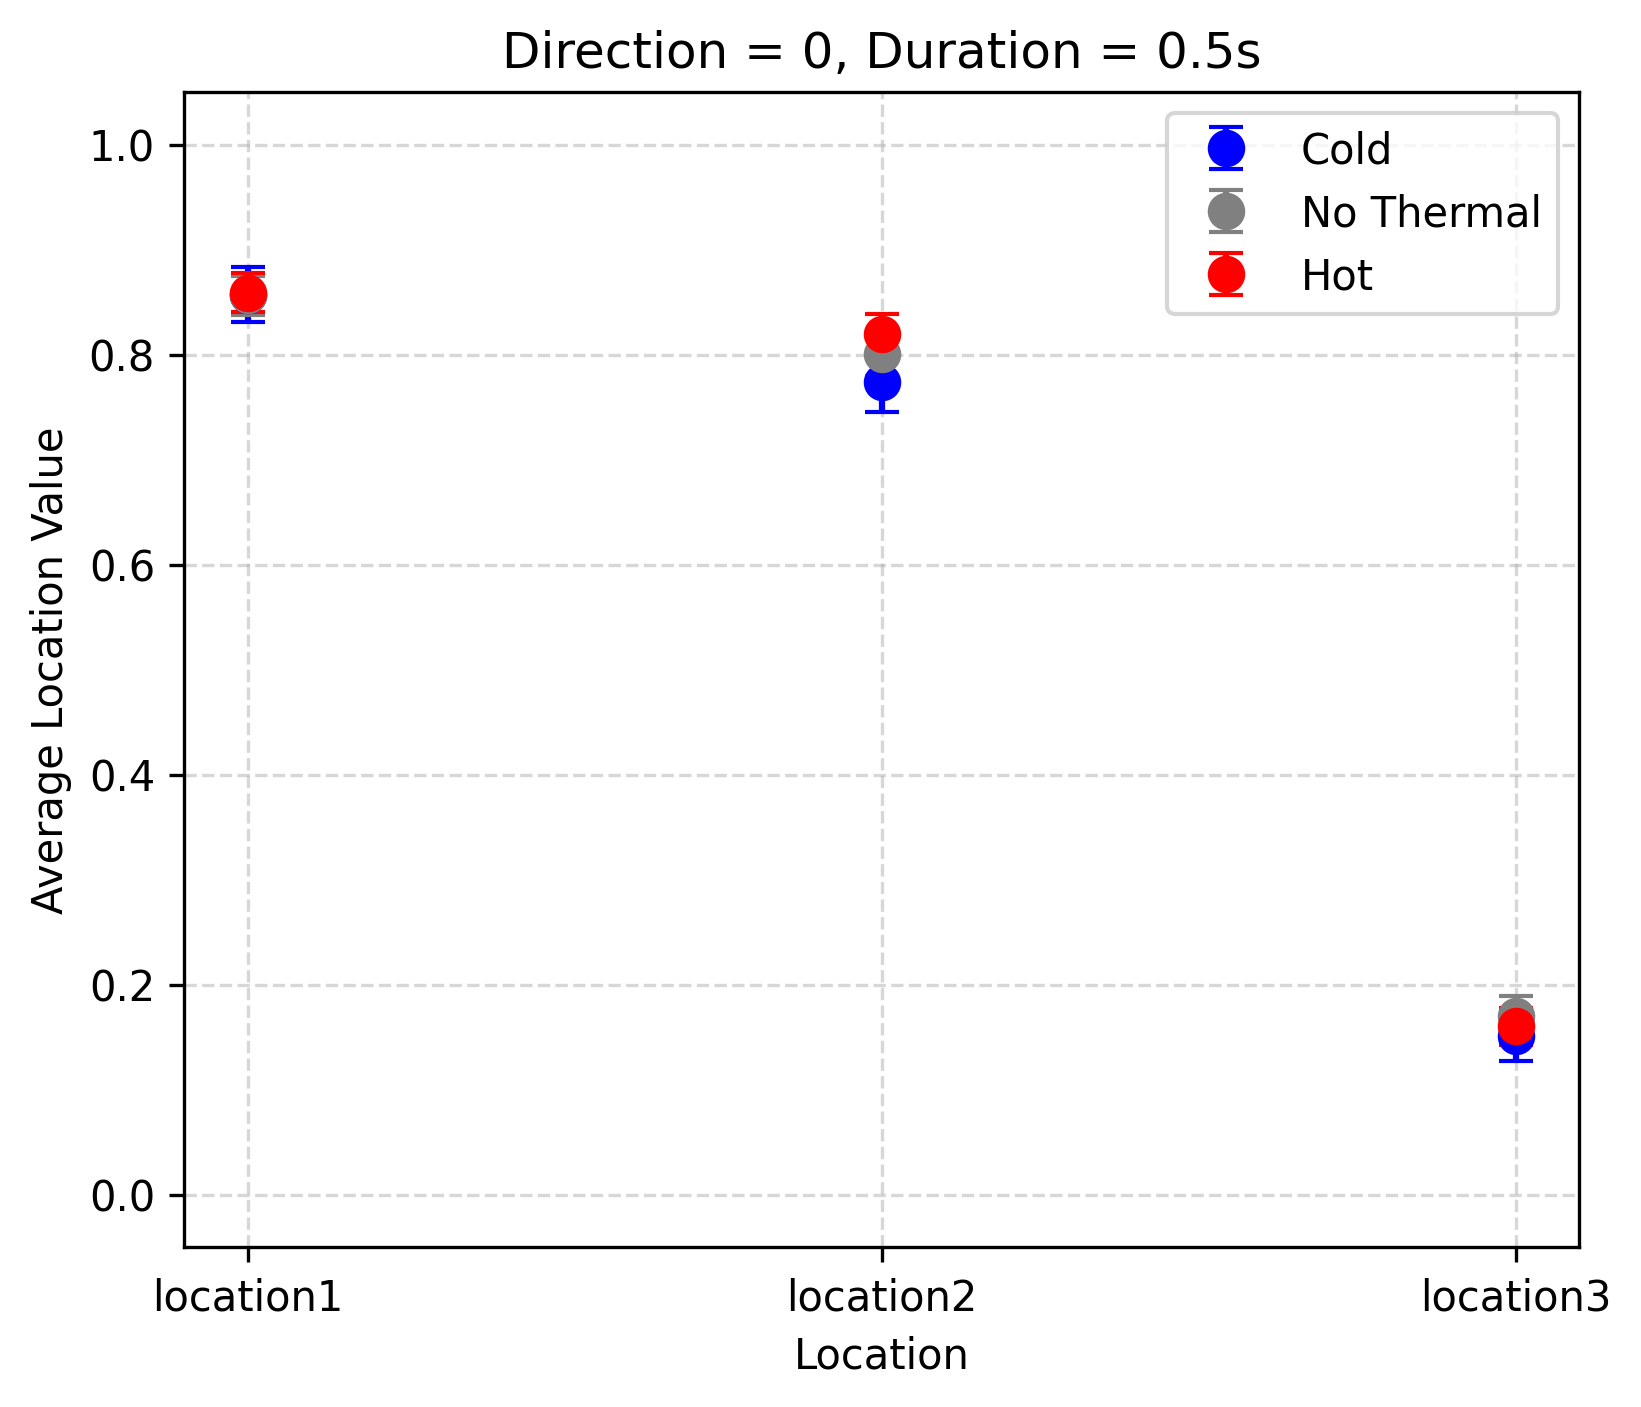 Direction = 0, Duration = 0.5s
Cold
No Thermal
Hot
1.0
0.8
0.6
0.4
0.2
0.0
Average Location Value
location1
location2
location3
Location